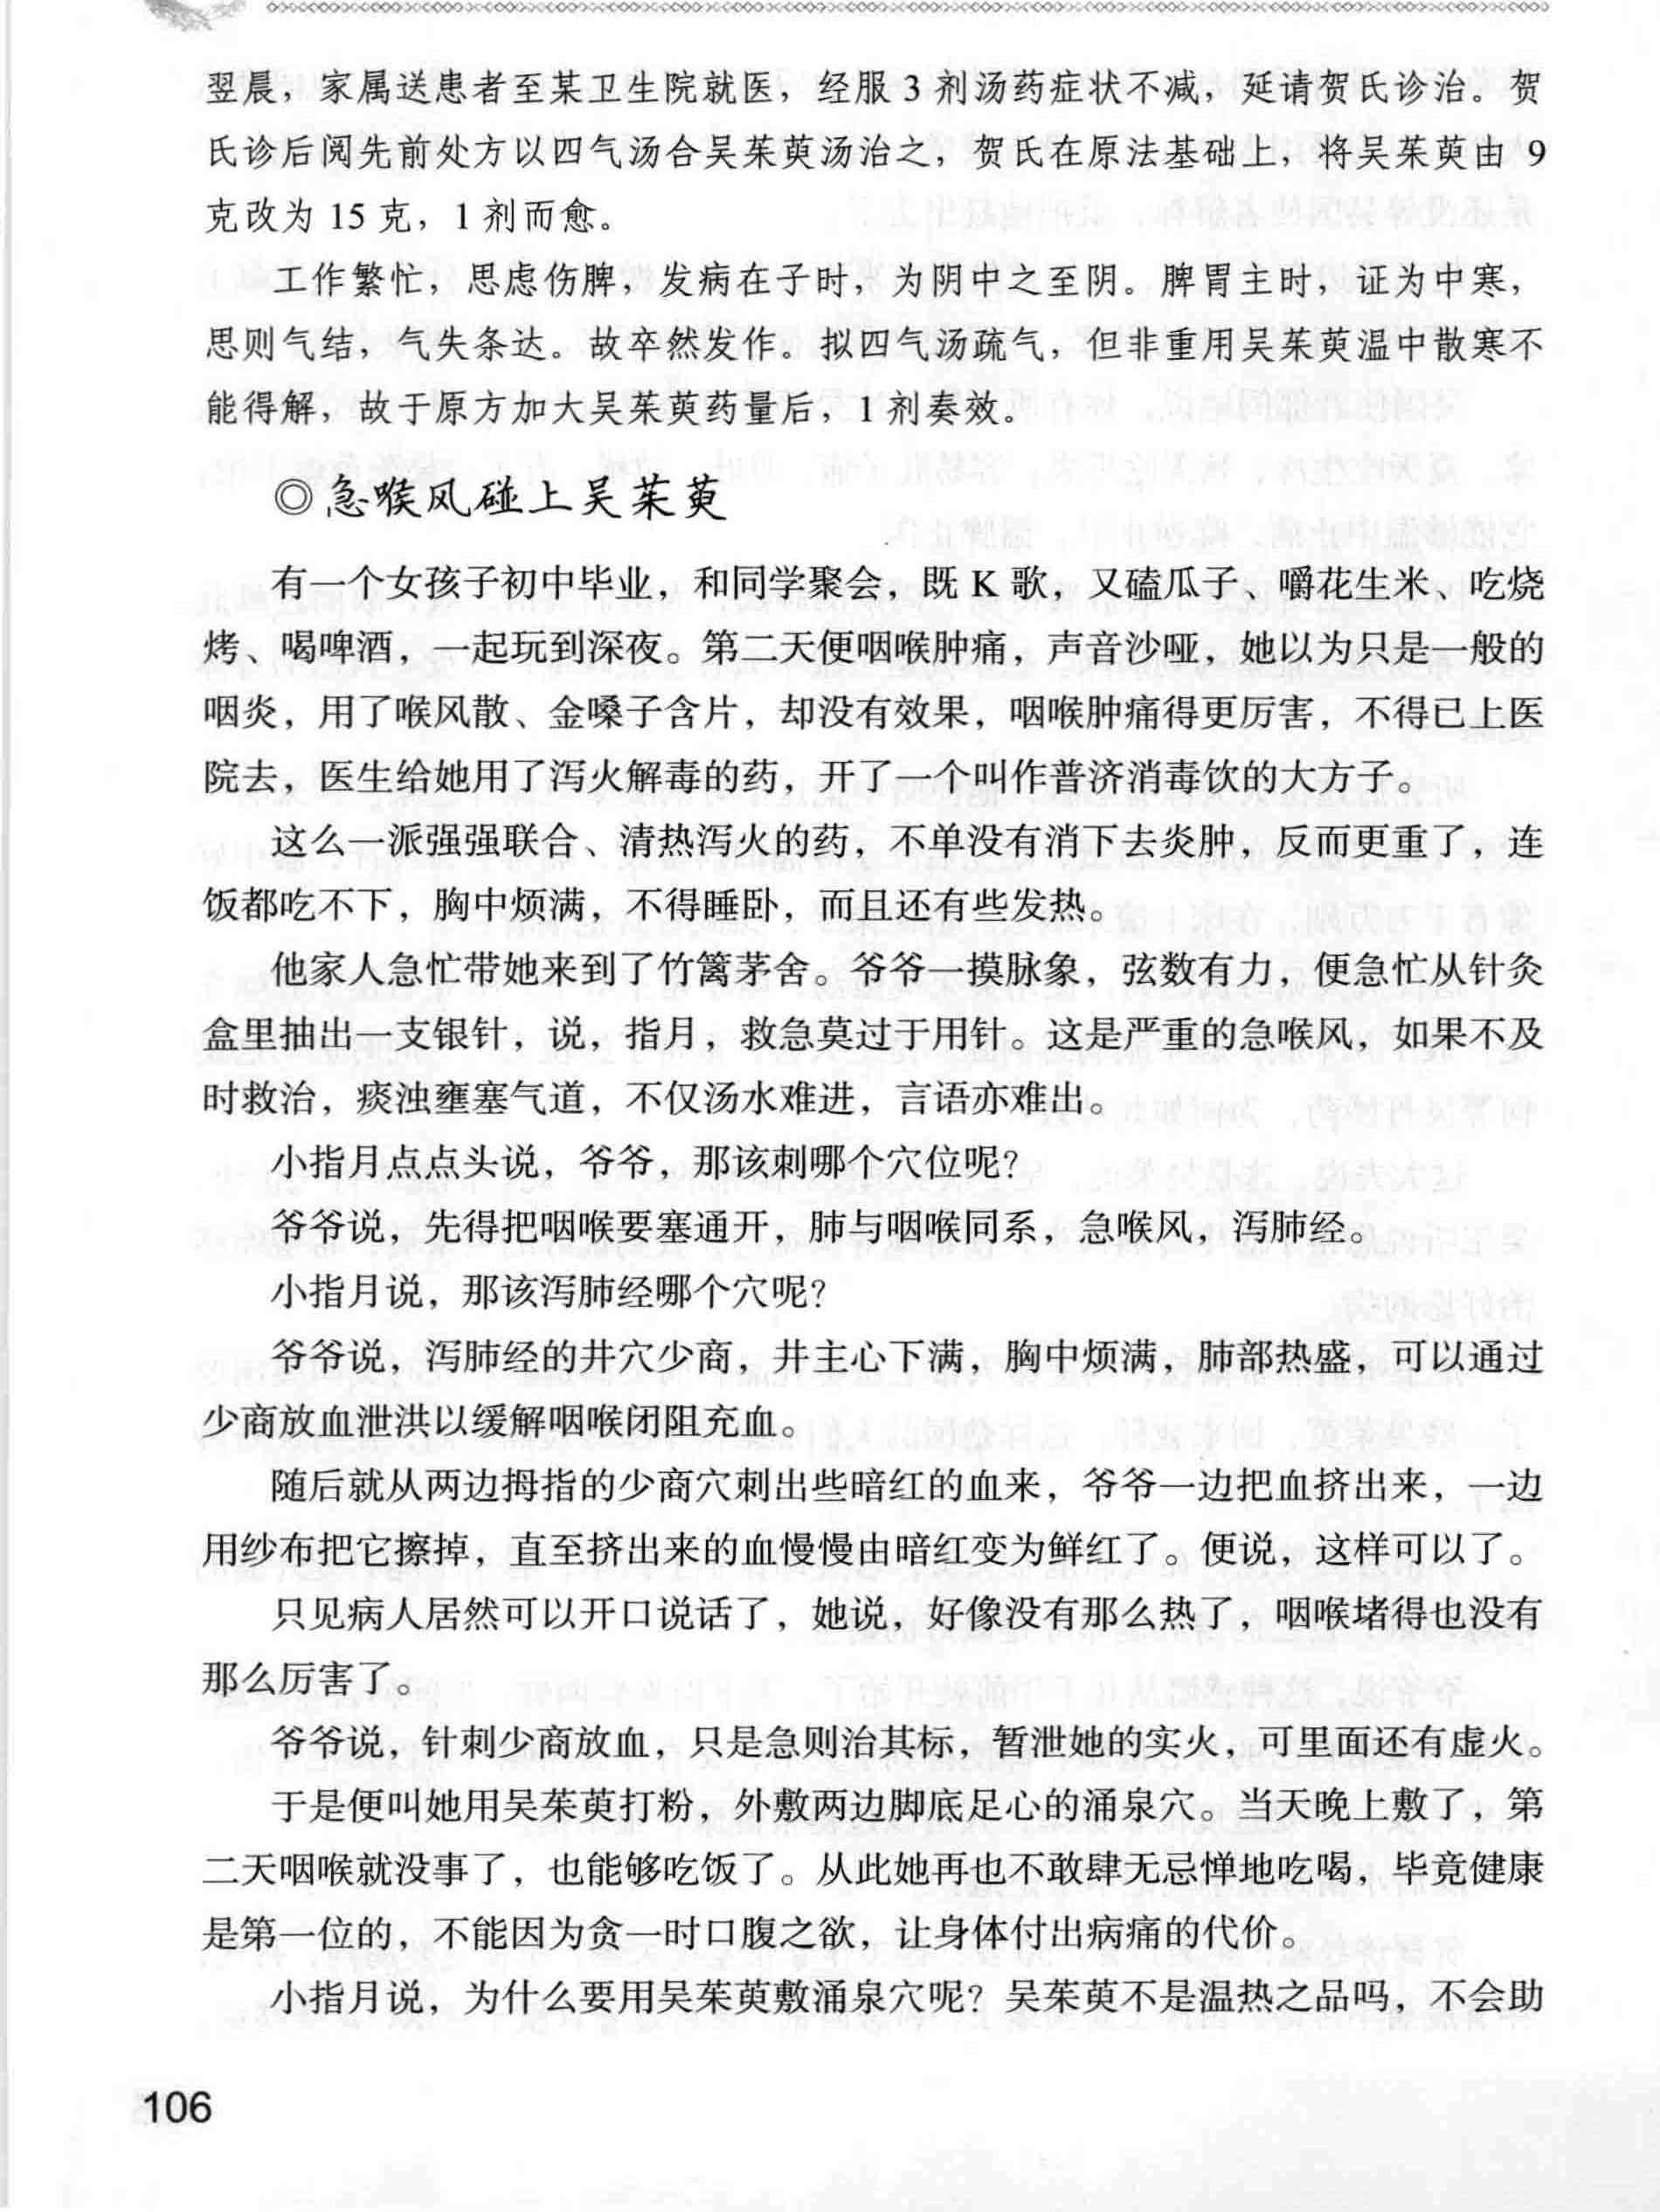 翌晨，家属送患者至某卫生院就医，经服 3 剂汤药症状不减，延请贺氏诊治。贺
氏诊后阅先前处方以四气汤合吴茱萸汤治之，贺氏在原法基础上，将吴茱萸由 9
克改为 15 克，1 剂而愈。
工作繁忙，思虑伤脾，发病在子时，为阴中之至阴。脾胃主时，证为中寒，
思则气结，气失条达。故卒然发作。拟四气汤疏气，但非重用吴茱萸温中散寒不
能得解，故于原方加大吴茱萸药量后，1 剂奏效。
◎急喉风碰上吴茱萸
有一个女孩子初中毕业，和同学聚会，既 K 歌，又磕瓜子、嚼花生米、吃烧
烤、喝啤酒，一起玩到深夜。第二天便咽喉肿痛，声音沙哑，她以为只是一般的
咽炎，用了喉风散、金嗓子含片，却没有效果，咽喉肿痛得更厉害，不得已上医
院去，医生给她用了泻火解毒的药，开了一个叫作普济消毒饮的大方子。
这么一派强强联合、清热泻火的药，不单没有消下去炎肿，反而更重了，连
饭都吃不下，胸中烦满，不得睡卧，而且还有些发热。
他家人急忙带她来到了竹篱茅舍。爷爷一摸脉象，弦数有力，便急忙从针灸
盒里抽出一支银针，说，指月，救急莫过于用针。这是严重的急喉风，如果不及
时救治，痰浊壅塞气道，不仅汤水难进，言语亦难出。
小指月点点头说，爷爷，那该刺哪个穴位呢？
爷爷说，先得把咽喉要塞通开，肺与咽喉同系，急喉风，泻肺经。
小指月说，那该泻肺经哪个穴呢？
爷爷说，泻肺经的井穴少商，井主心下满，胸中烦满，肺部热盛，可以通过
少商放血泄洪以缓解咽喉闭阻充血。
随后就从两边拇指的少商穴刺出些暗红的血来，爷爷一边把血挤出来，一边
用纱布把它擦掉，直至挤出来的血慢慢由暗红变为鲜红了。便说，这样可以了。
只见病人居然可以开口说话了，她说，好像没有那么热了，咽喉堵得也没有
那么厉害了。
爷爷说，针刺少商放血，只是急则治其标，暂泄她的实火，可里面还有虚火。
于是便叫她用吴茱萸打粉，外敷两边脚底足心的涌泉穴。当天晚上敷了，第
二天咽喉就没事了，也能够吃饭了。从此她再也不敢肆无忌惮地吃喝，毕竟健康
是第一位的，不能因为贪一时口腹之欲，让身体付出病痛的代价。
小指月说，为什么要用吴茱萸敷涌泉穴呢？吴茱萸不是温热之品吗，不会助
106